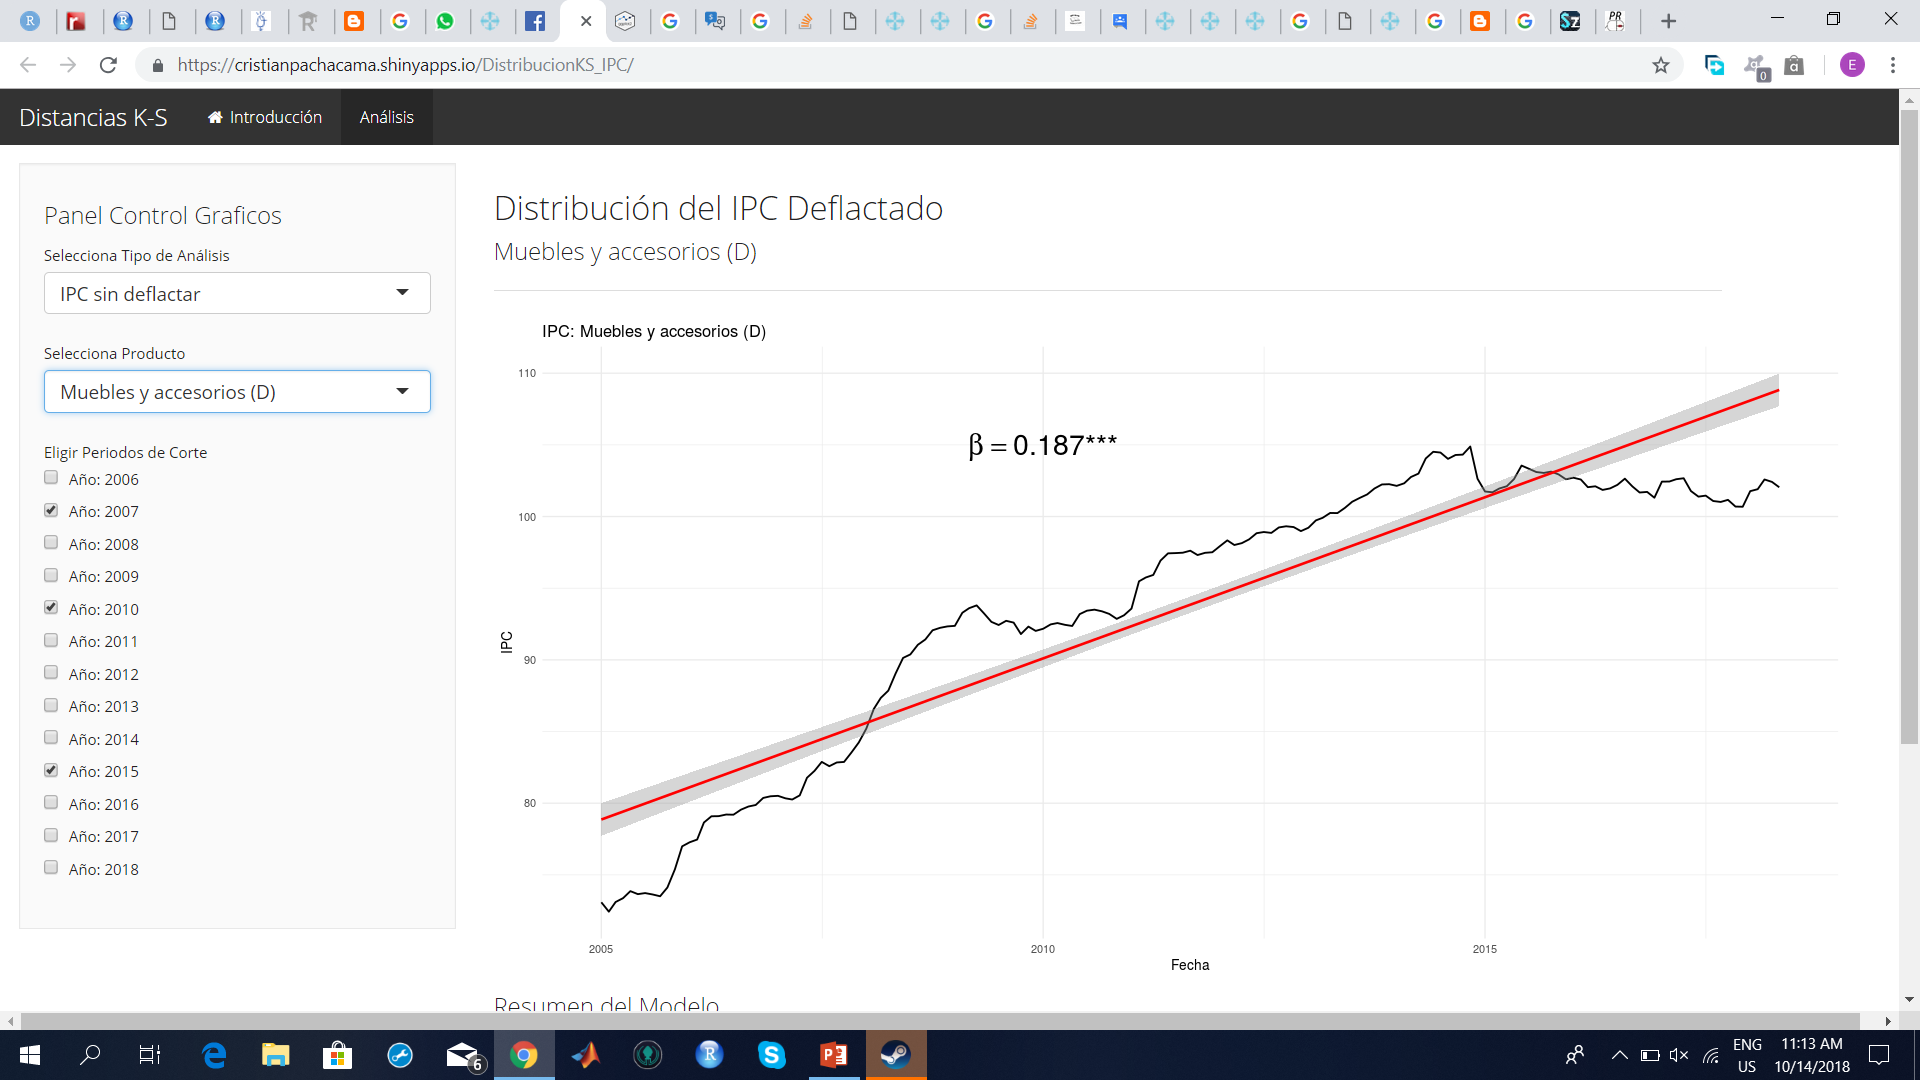 https://cristianpachacama.shinyapps.io/DistribucionKS_IPC/
0
E
Distancias K-S
Introducción
Análisis
Panel Control Graficos
Selecciona Tipo de Análisis
IPC sin deflactar
Selecciona Producto
Muebles y accesorios (D)
Eligir Periodos de Corte
Año: 2006
Año: 2007
Año: 2008
Año: 2009
Año: 2010
Año: 2011
Año: 2012
Año: 2013
Año: 2014
Año: 2015
Año: 2016
Año: 2017
Año: 2018
Distribución del IPC Deflactado
Muebles y accesorios (D)
IPC: Muebles y accesorios (D)
β = 0.187***
110
100
90
80
IPC
2005
2010
2015
Fecha
Resumen del Modelo
6
ENG
US
11:13 AM
10/14/2018